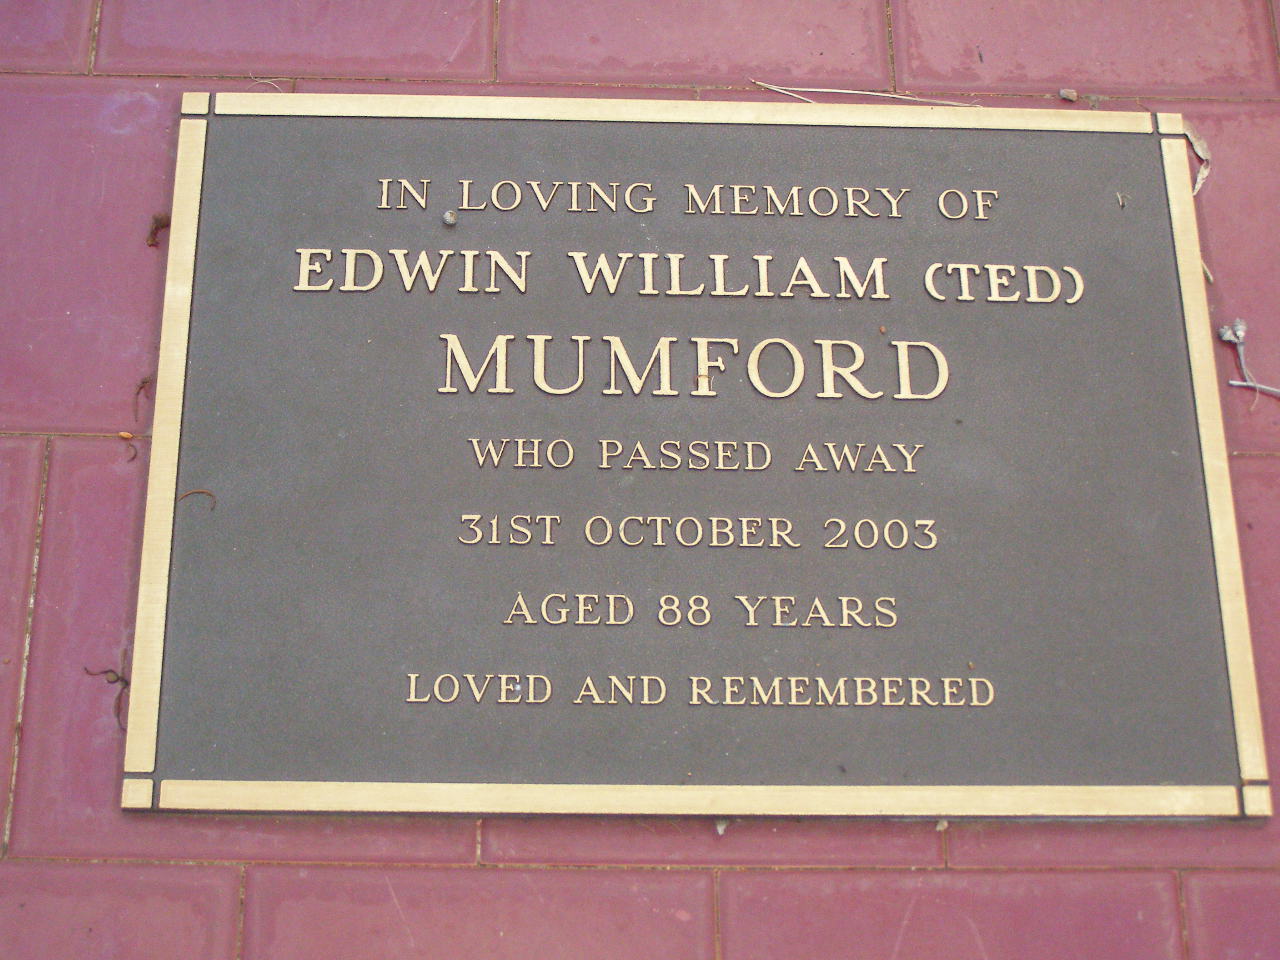 IN LOVING MEMORY OF
EDWIN WILLIAM (TED)
MUMFORD
WHO PASSED AWAY
31ST OCTOBER 2003
AGED 88 YEARS
LOVED AND REMEMBERED